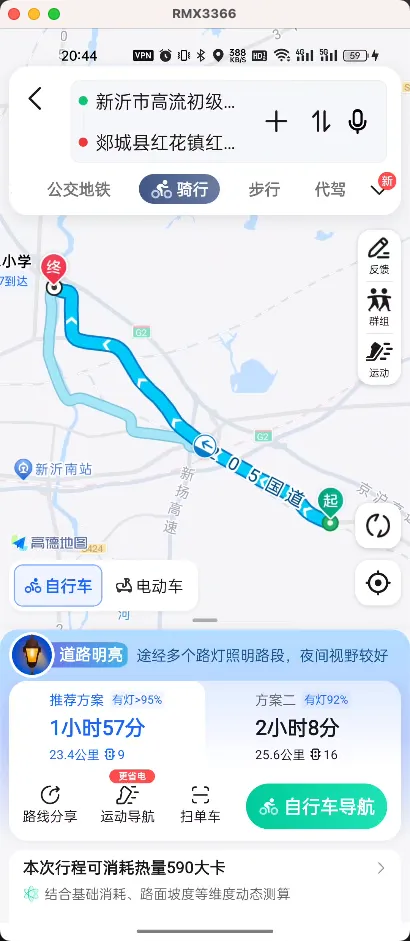 RMX3366
20:44
VPN
388 KB/S
HD
4G
5G
59
新沂市高流初级...
郯城县红花镇红...
公交地铁
骑行
步行
代驾
新
小学
7到达
终
反馈
群组
运动
G2
G2
205国道
新沂南站
新扬高速
起
京沪高速
高德地图
S424
自行车
电动车
河
道路明亮
途经多个路灯照明路段，夜间视野较好
推荐方案 有灯>95%
1小时57分
23.4公里 9
方案二 有灯92%
2小时8分
25.6公里 16
更省电
路线分享
运动导航
扫单车
自行车导航
本次行程可消耗热量590大卡
结合基础消耗、路面坡度等维度动态测算